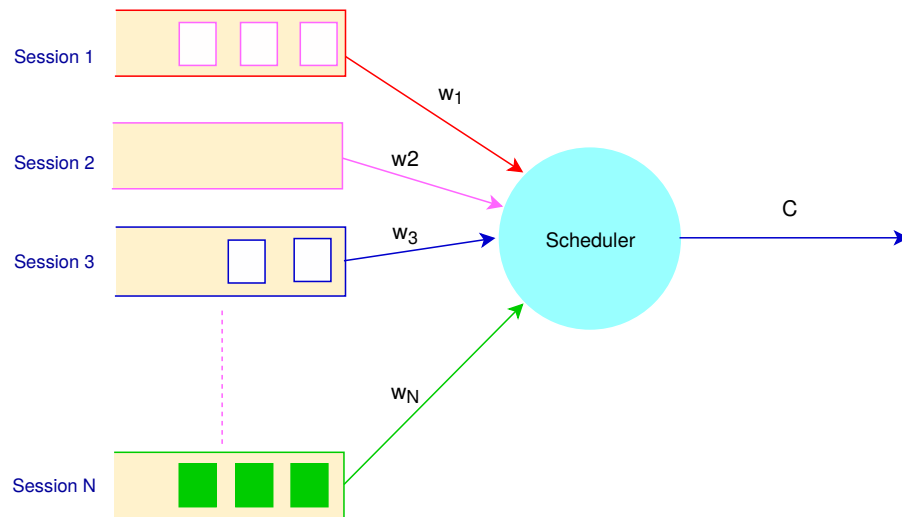 Session 1
w1
Session 2
w2
Session 3
w3
Scheduler
C
wN
Session N